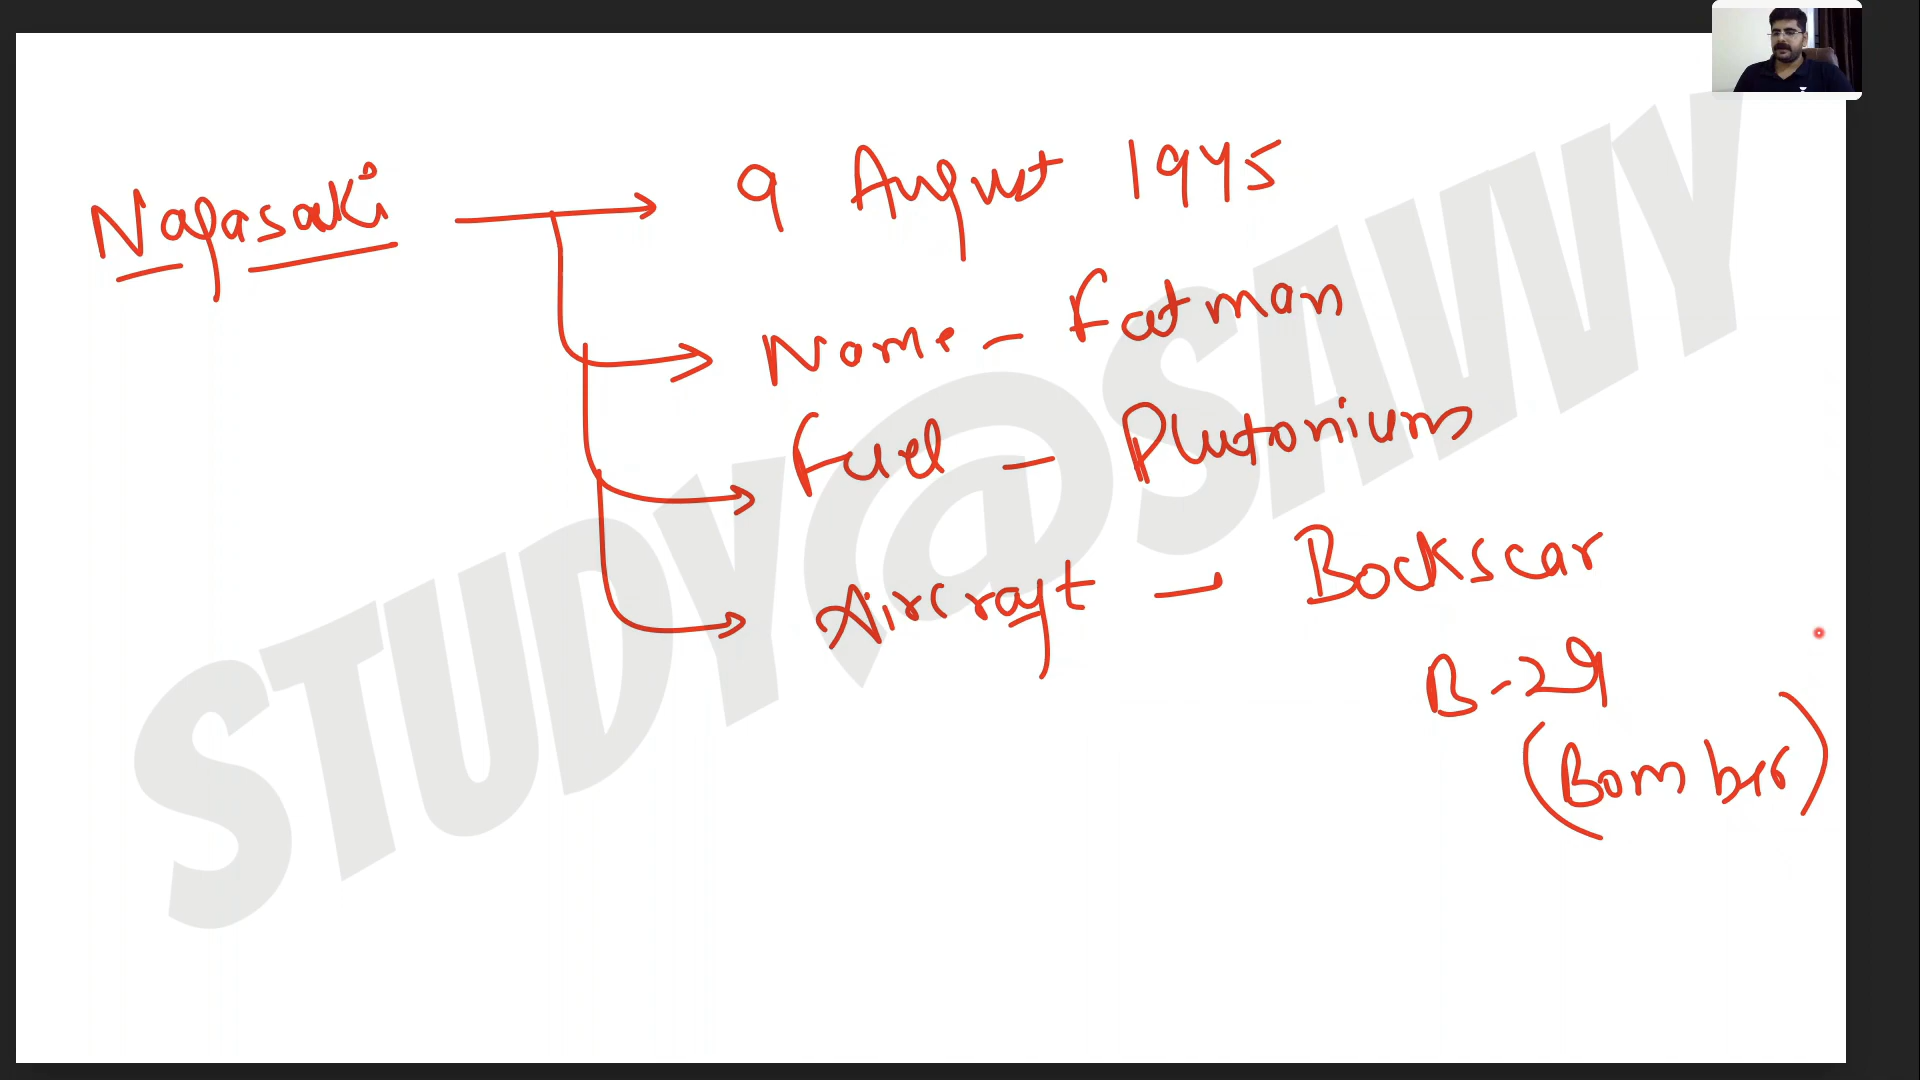 Nagasaki → 9 August 1945
Name - Fatman
Fuel - Plutonium
Aircraft - Bockscar
B-29
(Bomber)
STUDY@SAVVY